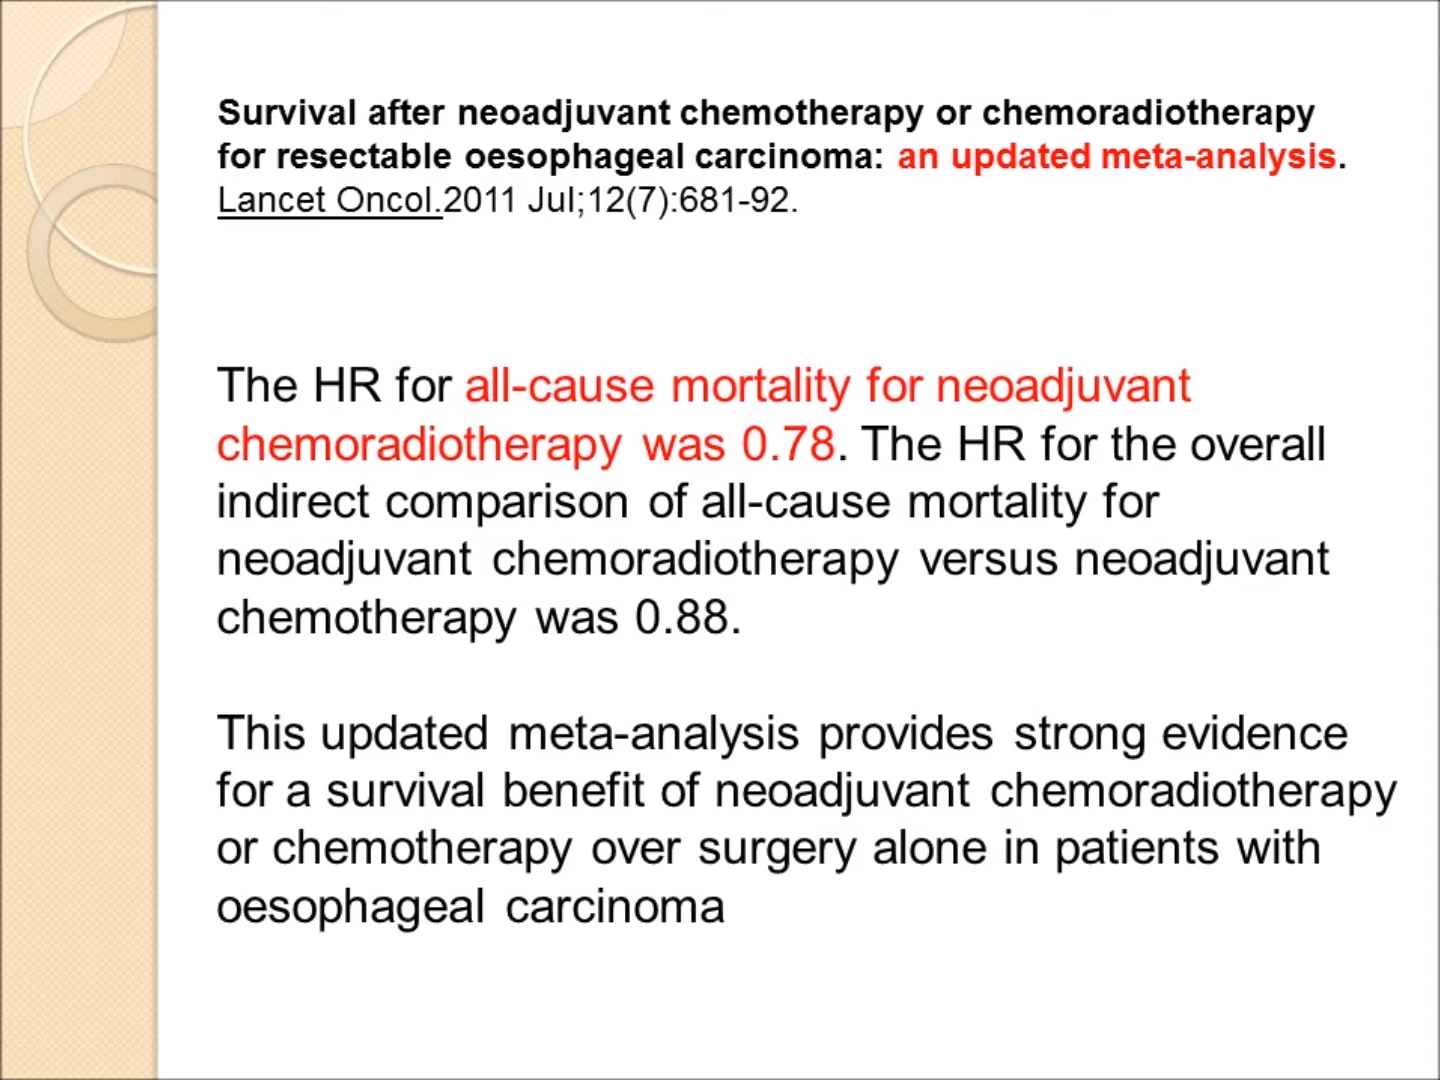 Survival after neoadjuvant chemotherapy or chemoradiotherapy
for resectable oesophageal carcinoma: an updated meta-analysis.
Lancet Oncol.2011 Jul;12(7):681-92.
The HR for all-cause mortality for neoadjuvant
chemoradiotherapy was 0.78. The HR for the overall
indirect comparison of all-cause mortality for
neoadjuvant chemoradiotherapy versus neoadjuvant
chemotherapy was 0.88.
This updated meta-analysis provides strong evidence
for a survival benefit of neoadjuvant chemoradiotherapy
or chemotherapy over surgery alone in patients with
oesophageal carcinoma